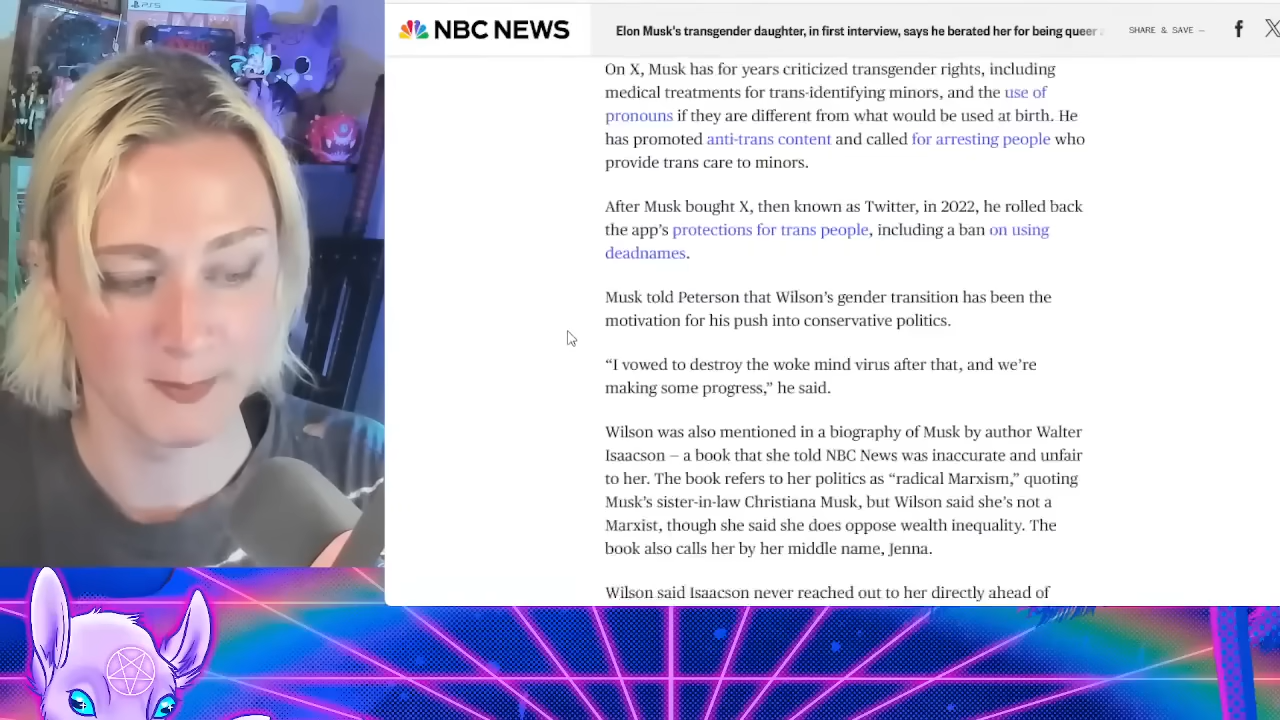 PS5
NBC NEWS
Elon Musk's transgender daughter, in first interview, says he berated her for being queer
SHARE & SAVE —
On X, Musk has for years criticized transgender rights, including
medical treatments for trans-identifying minors, and the use of
pronouns if they are different from what would be used at birth. He
has promoted anti-trans content and called for arresting people who
provide trans care to minors.
After Musk bought X, then known as Twitter, in 2022, he rolled back
the app's protections for trans people, including a ban on using
deadnames.
Musk told Peterson that Wilson's gender transition has been the
motivation for his push into conservative politics.
“I vowed to destroy the woke mind virus after that, and we're
making some progress,” he said.
Wilson was also mentioned in a biography of Musk by author Walter
Isaacson — a book that she told NBC News was inaccurate and unfair
to her. The book refers to her politics as “radical Marxism,” quoting
Musk's sister-in-law Christiana Musk, but Wilson said she's not a
Marxist, though she said she does oppose wealth inequality. The
book also calls her by her middle name, Jenna.
Wilson said Isaacson never reached out to her directly ahead of